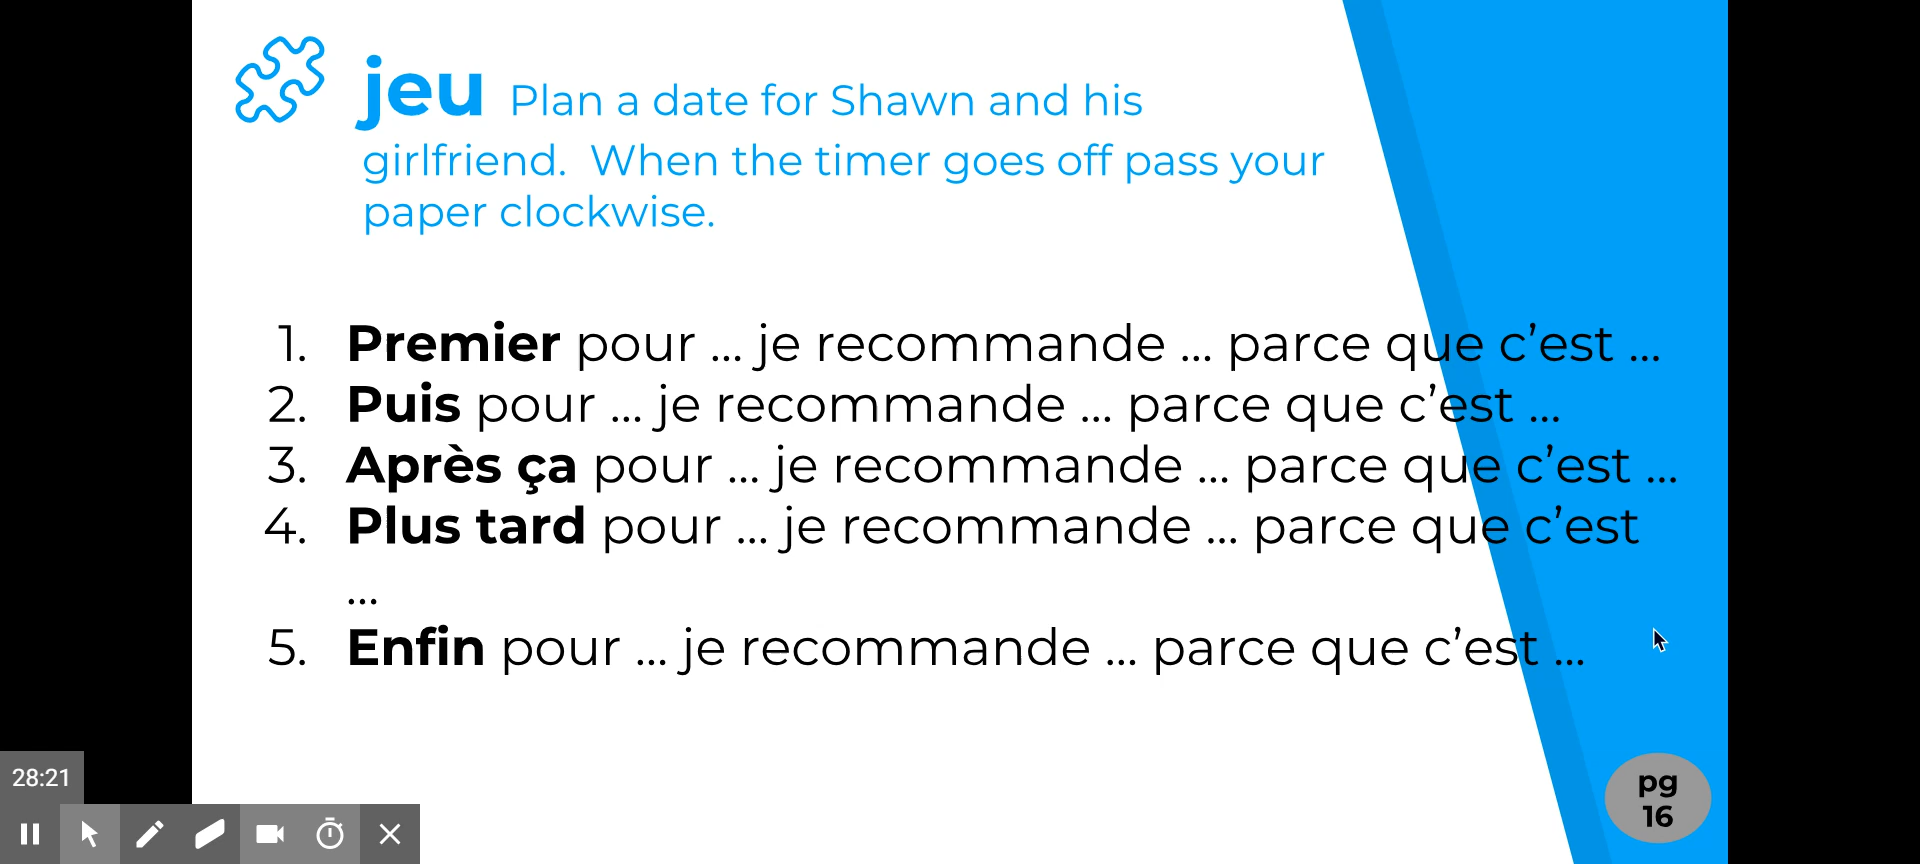 jeu Plan a date for Shawn and his
girlfriend.  When the timer goes off pass your
paper clockwise.
1. Premier pour ... je recommande ... parce que c’est ...
2. Puis pour ... je recommande ... parce que c’est ...
3. Après ça pour ... je recommande ... parce que c’est ...
4. Plus tard pour ... je recommande ... parce que c’est
...
5. Enfin pour ... je recommande ... parce que c’est ...
pg
16
28:21